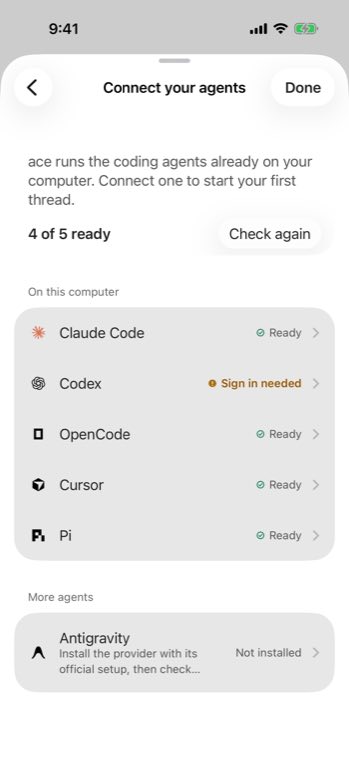 9:41
Connect your agents
Done
ace runs the coding agents already on your
computer. Connect one to start your first
thread.
4 of 5 ready
Check again
On this computer
Claude Code
Ready
Codex
Sign in needed
OpenCode
Ready
Cursor
Ready
Pi
Ready
More agents
Antigravity
Install the provider with its
official setup, then check...
Not installed